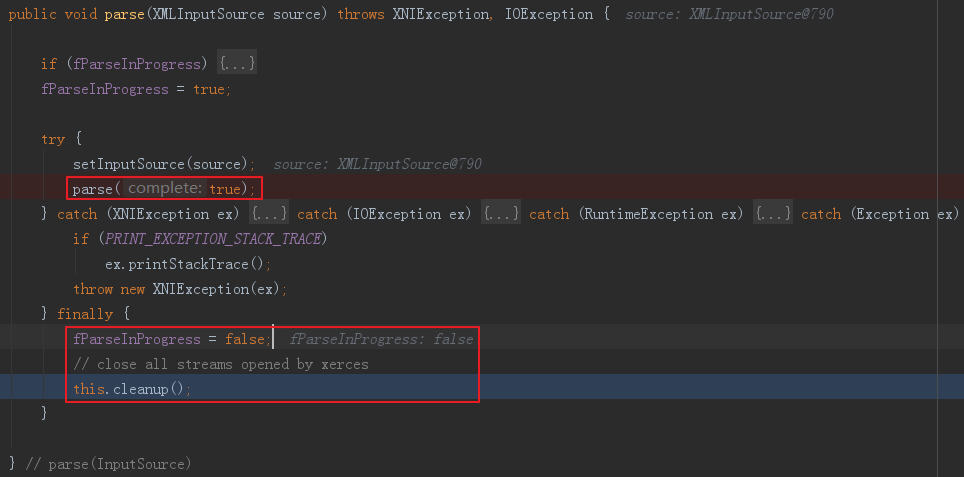 public void parse(XMLInputSource source) throws XNIException, IOException {  source: XMLInputSource@790
if (fParseInProgress) {...}
fParseInProgress = true;
try {
setInputSource(source);  source: XMLInputSource@790
parse( complete: true);
} catch (XNIException ex) {...} catch (IOException ex) {...} catch (RuntimeException ex) {...} catch (Exception ex)
if (PRINT_EXCEPTION_STACK_TRACE)
ex.printStackTrace();
throw new XNIException(ex);
} finally {
fParseInProgress = false;  fParseInProgress: false
// close all streams opened by xerces
this.cleanup();
}
} // parse(InputSource)